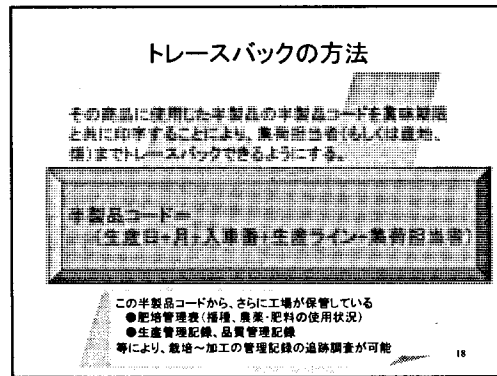 トレースバックの方法
その商品に使用した半製品の半製品コードを賞味期限
と共に印字することにより、集荷担当者(もしくは産地、
畑)までトレースバックできるようにする。
半製品コード=
(生産日+月+入車番+生産ライン+集荷担当者)
この半製品コードから、さらに工場が保管している
●肥培管理表(播種、農薬・肥料の使用状況)
●生産管理記録、品質管理記録
等により、栽培~加工の管理記録の追跡調査が可能
18